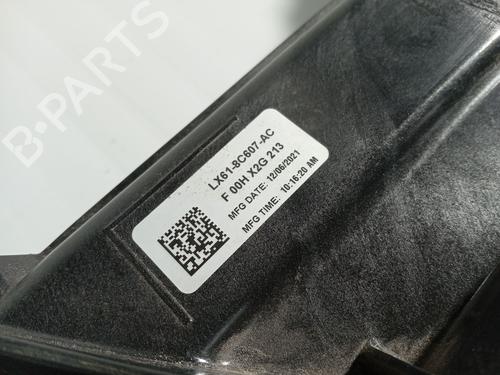 B-PARTS
LX61-8C607-AC
F 00H X2G 213
MFG DATE: 12/06/2021
MFG TIME: 10:16:20 AM